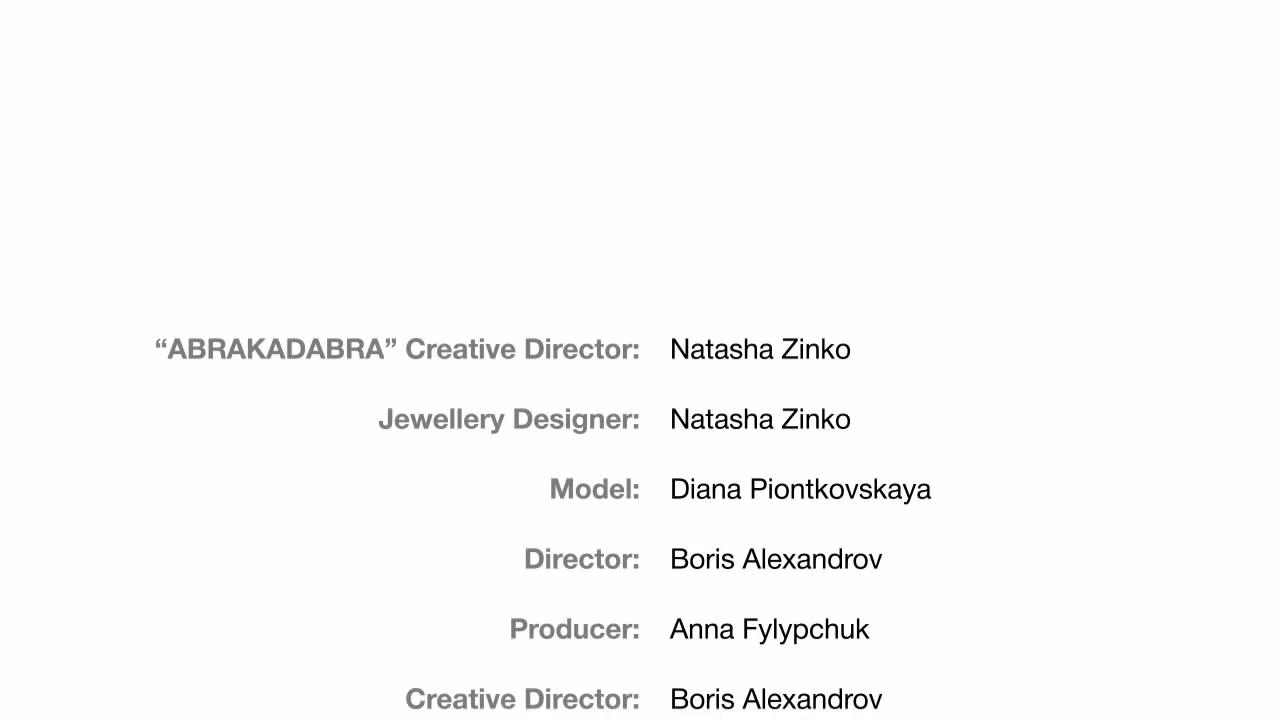 “ABRAKADABRA” Creative Director: Natasha Zinko
Jewellery Designer: Natasha Zinko
Model: Diana Piontkovskaya
Director: Boris Alexandrov
Producer: Anna Fylypchuk
Creative Director: Boris Alexandrov